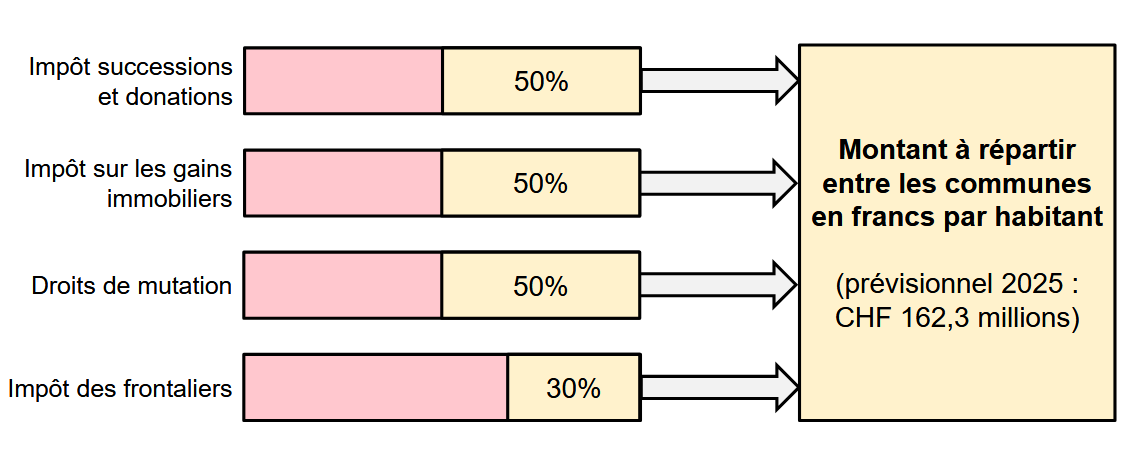 Impôt successions
et donations
50%
Impôt sur les gains
immobiliers
50%
Droits de mutation
50%
Impôt des frontaliers
30%
Montant à répartir
entre les communes
en francs par habitant
(prévisionnel 2025 :
CHF 162,3 millions)